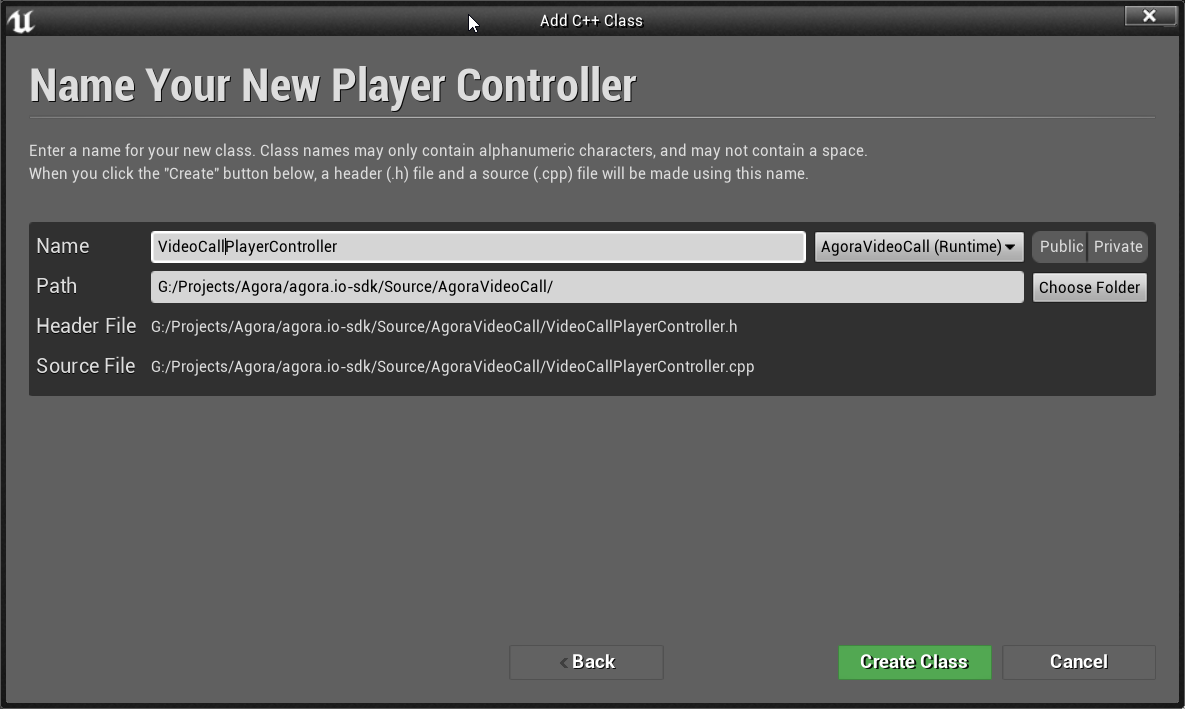 Add C++ Class
Name Your New Player Controller
Enter a name for your new class. Class names may only contain alphanumeric characters, and may not contain a space.
When you click the "Create" button below, a header (.h) file and a source (.cpp) file will be made using this name.
Name VideoCallPlayerController AgoraVideoCall (Runtime) Public Private
Path G:/Projects/Agora/agora.io-sdk/Source/AgoraVideoCall/ Choose Folder
Header File G:/Projects/Agora/agora.io-sdk/Source/AgoraVideoCall/VideoCallPlayerController.h
Source File G:/Projects/Agora/agora.io-sdk/Source/AgoraVideoCall/VideoCallPlayerController.cpp
Back Create Class Cancel